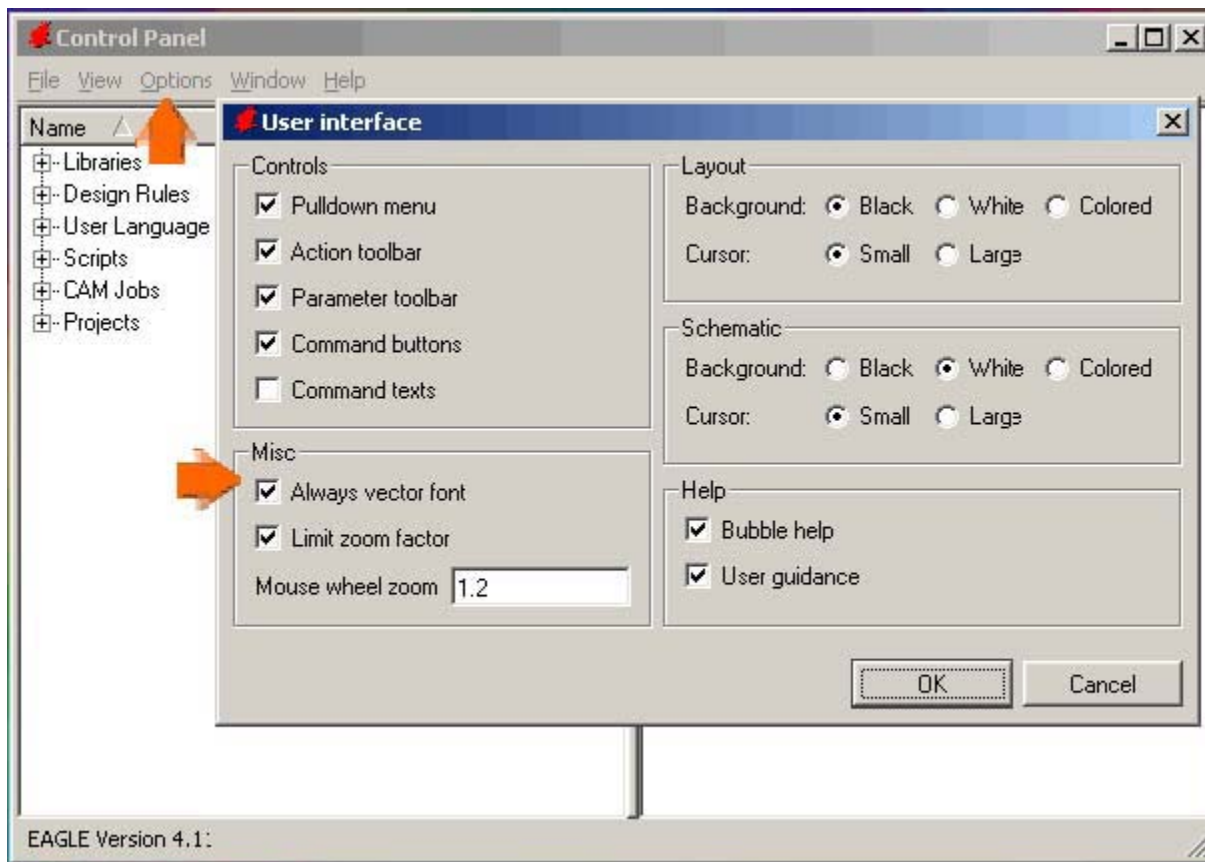 Control Panel
File View Options Window Help
Name
Libraries
Design Rules
User Language
Scripts
CAM Jobs
Projects
User interface
Controls
Pulldown menu
Action toolbar
Parameter toolbar
Command buttons
Command texts
Misc
Always vector font
Limit zoom factor
Mouse wheel zoom 1.2
Layout
Background: Black White Colored
Cursor: Small Large
Schematic
Background: Black White Colored
Cursor: Small Large
Help
Bubble help
User guidance
OK Cancel
EAGLE Version